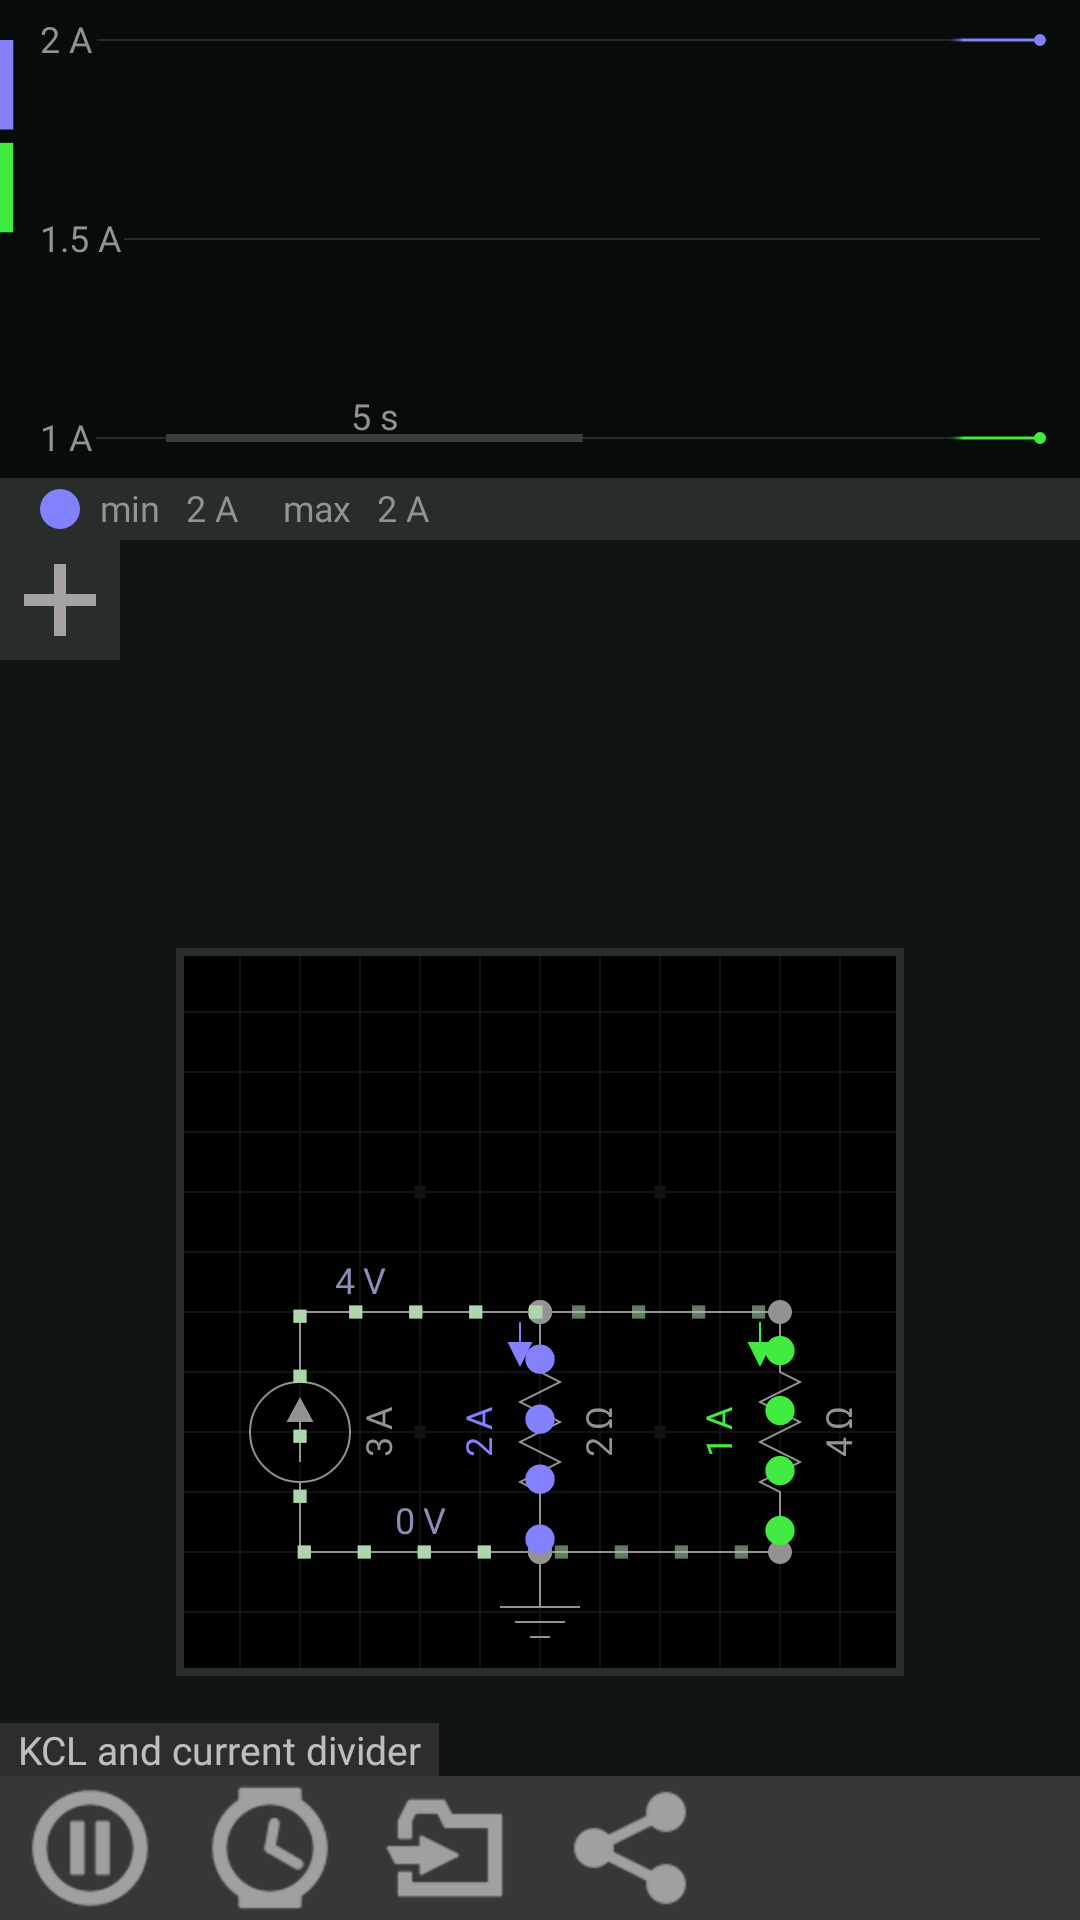 2 A
1.5 A
5 s
1 A
min 2 A max 2 A
4 V
3 A
2 A
2 Ω
1 A
4 Ω
0 V
KCL and current divider